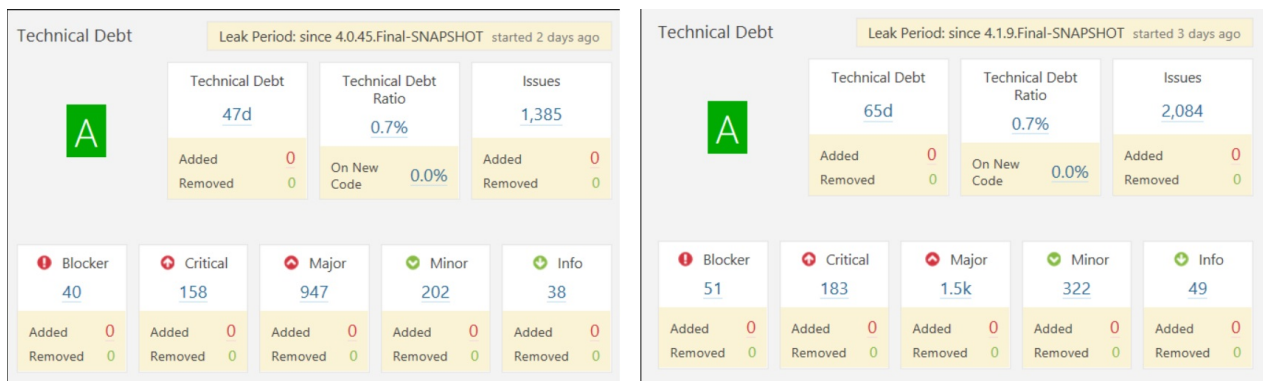 Technical Debt
Leak Period: since 4.0.45.Final-SNAPSHOT started 2 days ago
A
Technical Debt
47d
Added 0
Removed 0
Technical Debt
Ratio
0.7%
On New
Code
0.0%
Issues
1,385
Added 0
Removed 0
Blocker
40
Added 0
Removed 0
Critical
158
Added 0
Removed 0
Major
947
Added 0
Removed 0
Minor
202
Added 0
Removed 0
Info
38
Added 0
Removed 0
Technical Debt
Leak Period: since 4.1.9.Final-SNAPSHOT started 3 days ago
A
Technical Debt
65d
Added 0
Removed 0
Technical Debt
Ratio
0.7%
On New
Code
0.0%
Issues
2,084
Added 0
Removed 0
Blocker
51
Added 0
Removed 0
Critical
183
Added 0
Removed 0
Major
1.5k
Added 0
Removed 0
Minor
322
Added 0
Removed 0
Info
49
Added 0
Removed 0